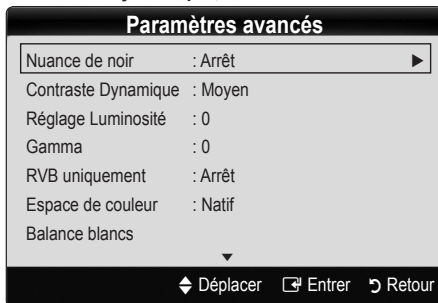 Paramètres avancés
Nuance de noir : Arrêt
Contraste Dynamique : Moyen
Réglage Luminosité : 0
Gamma : 0
RVB uniquement : Arrêt
Espace de couleur : Natif
Balance blancs
Déplacer Entrer Retour